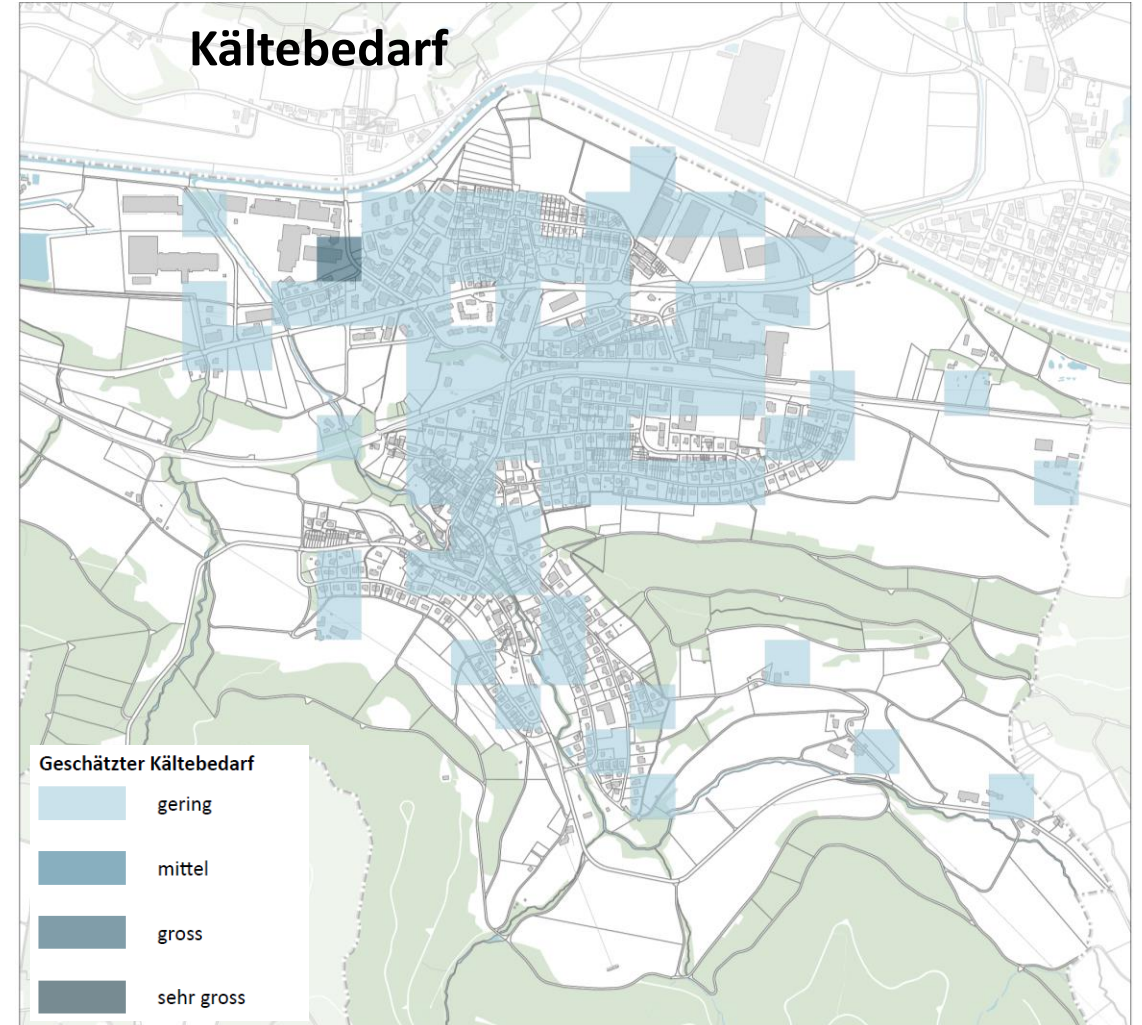 Kältebedarf
Geschätzter Kältebedarf
gering
mittel
gross
sehr gross